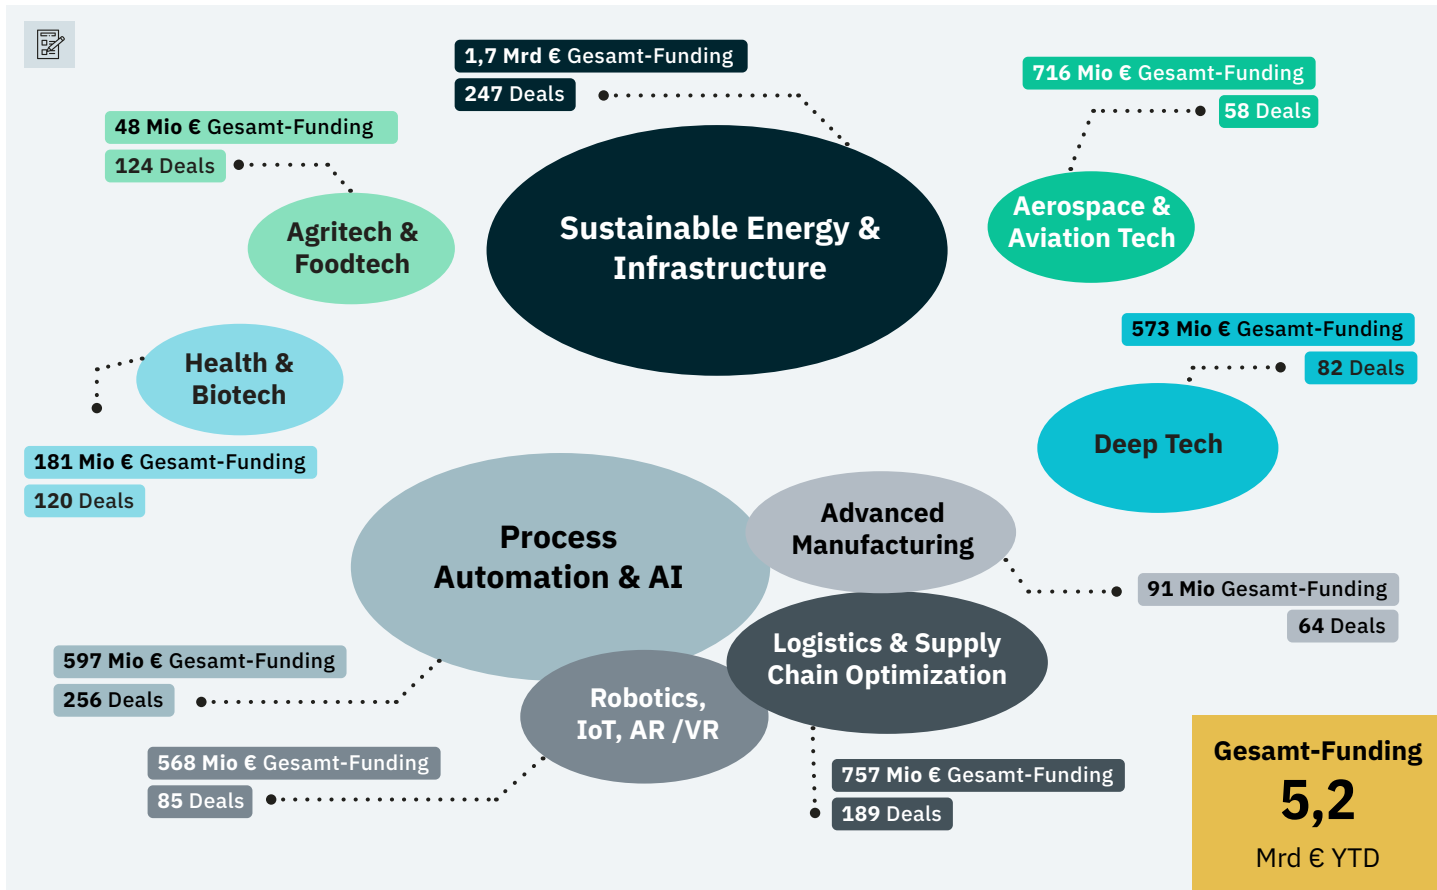 1,7 Mrd € Gesamt-Funding
247 Deals
Sustainable Energy &
Infrastructure
716 Mio € Gesamt-Funding
58 Deals
Aerospace &
Aviation Tech
48 Mio € Gesamt-Funding
124 Deals
Agritech &
Foodtech
573 Mio € Gesamt-Funding
82 Deals
Deep Tech
Health &
Biotech
181 Mio € Gesamt-Funding
120 Deals
Process
Automation & AI
597 Mio € Gesamt-Funding
256 Deals
Advanced
Manufacturing
91 Mio Gesamt-Funding
64 Deals
Logistics & Supply
Chain Optimization
757 Mio € Gesamt-Funding
189 Deals
Robotics,
IoT, AR /VR
568 Mio € Gesamt-Funding
85 Deals
Gesamt-Funding
5,2
Mrd € YTD